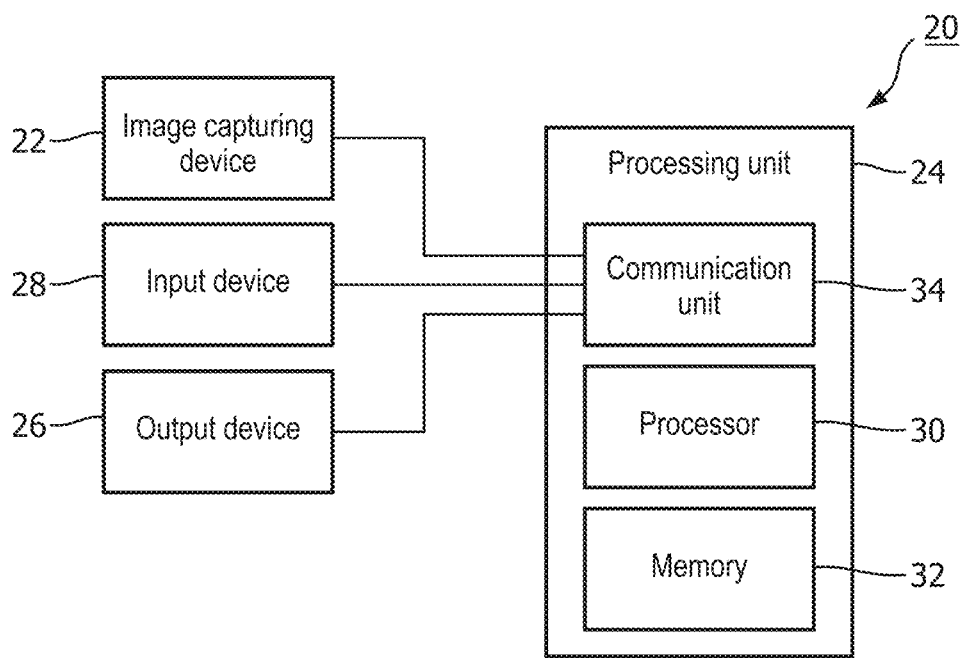 20
22
Image capturing
device
Processing unit
24
28
Input device
Communication
unit
34
26
Output device
Processor
30
Memory
32